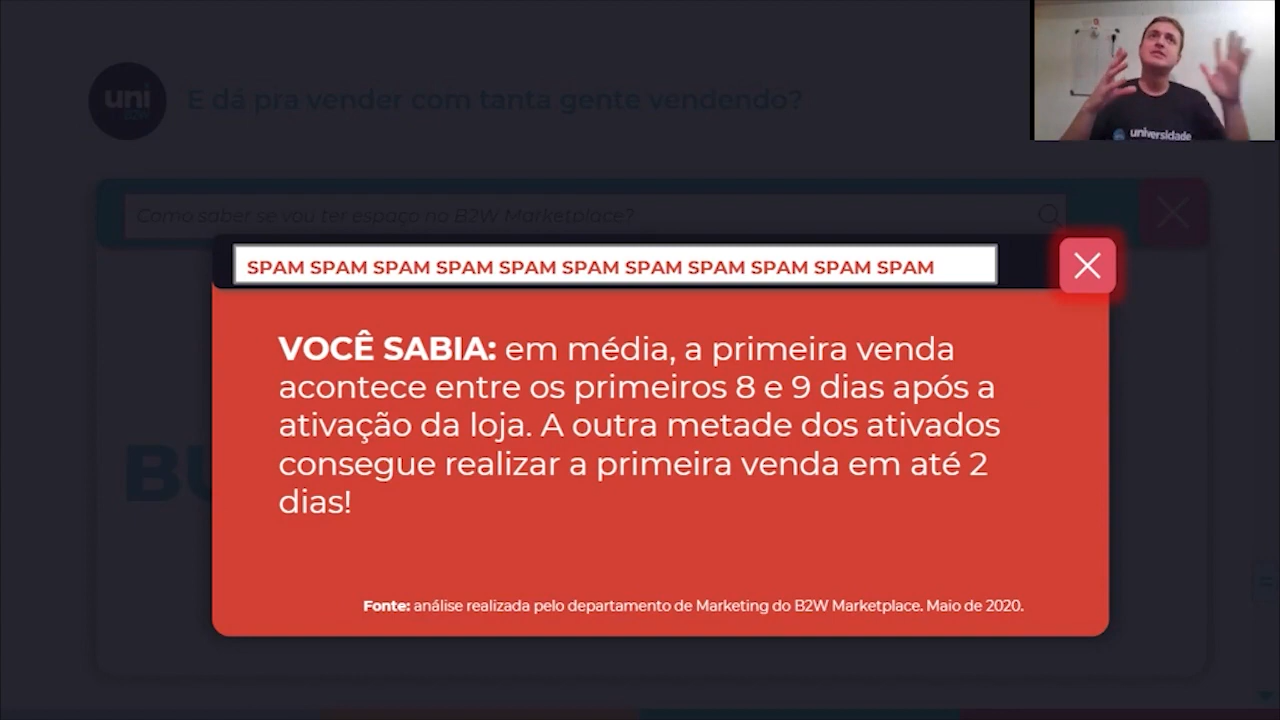 uni
E dá pra vender com tanta gente vendendo?
universidade
Como saber se vou ter espaço no B2W Marketplace?
SPAM SPAM SPAM SPAM SPAM SPAM SPAM SPAM SPAM SPAM SPAM
VOCÊ SABIA: em média, a primeira venda
acontece entre os primeiros 8 e 9 dias após a
ativação da loja. A outra metade dos ativados
consegue realizar a primeira venda em até 2
dias!
Fonte: análise realizada pelo departamento de Marketing do B2W Marketplace. Maio de 2020.